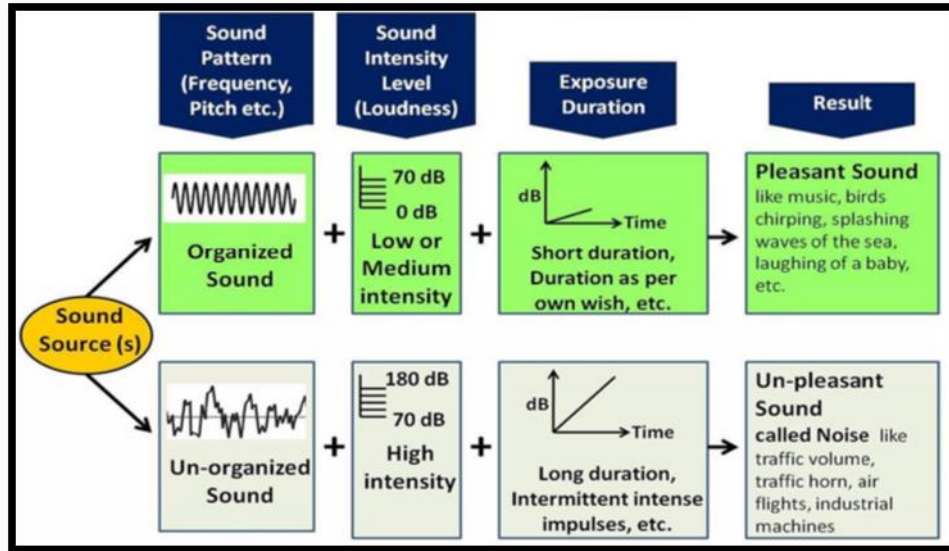 Sound
Pattern
(Frequency,
Pitch etc.)
Sound
Intensity
Level
(Loudness)
Exposure
Duration
Result
Sound
Source (s)
Organized
Sound
+
70 dB
0 dB
Low or
Medium
intensity
+
dB
Time
Short duration,
Duration as per
own wish, etc.
Pleasant Sound
like music, birds
chirping, splashing
waves of the sea,
laughing of a baby,
etc.
Un-organized
Sound
+
180 dB
70 dB
High
intensity
+
dB
Time
Long duration,
Intermittent intense
impulses, etc.
Un-pleasant
Sound
called Noise like
traffic volume,
traffic horn, air
flights, industrial
machines